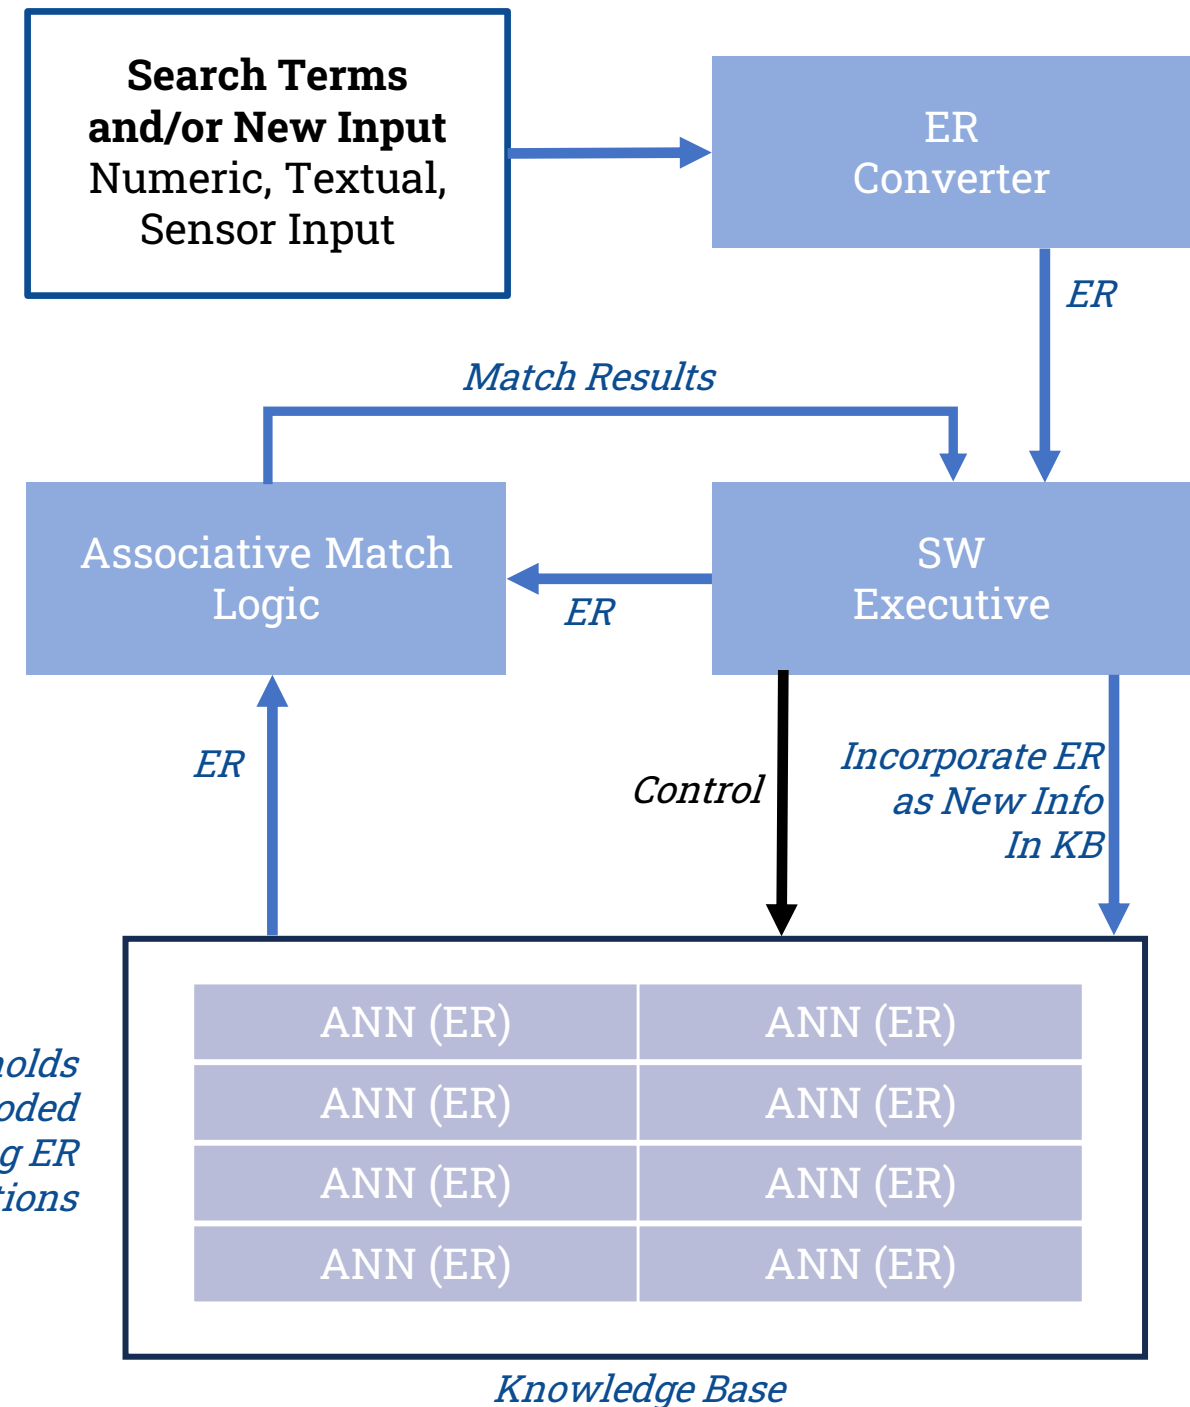 Search Terms
and/or New Input
Numeric, Textual,
Sensor Input
ER
Converter
ER
Match Results
Associative Match
Logic
SW
Executive
ER
ER
Control
Incorporate ER
as New Info
In KB
ANN (ER) ANN (ER)
ANN (ER) ANN (ER)
ANN (ER) ANN (ER)
ANN (ER) ANN (ER)
ER
Knowledge Base